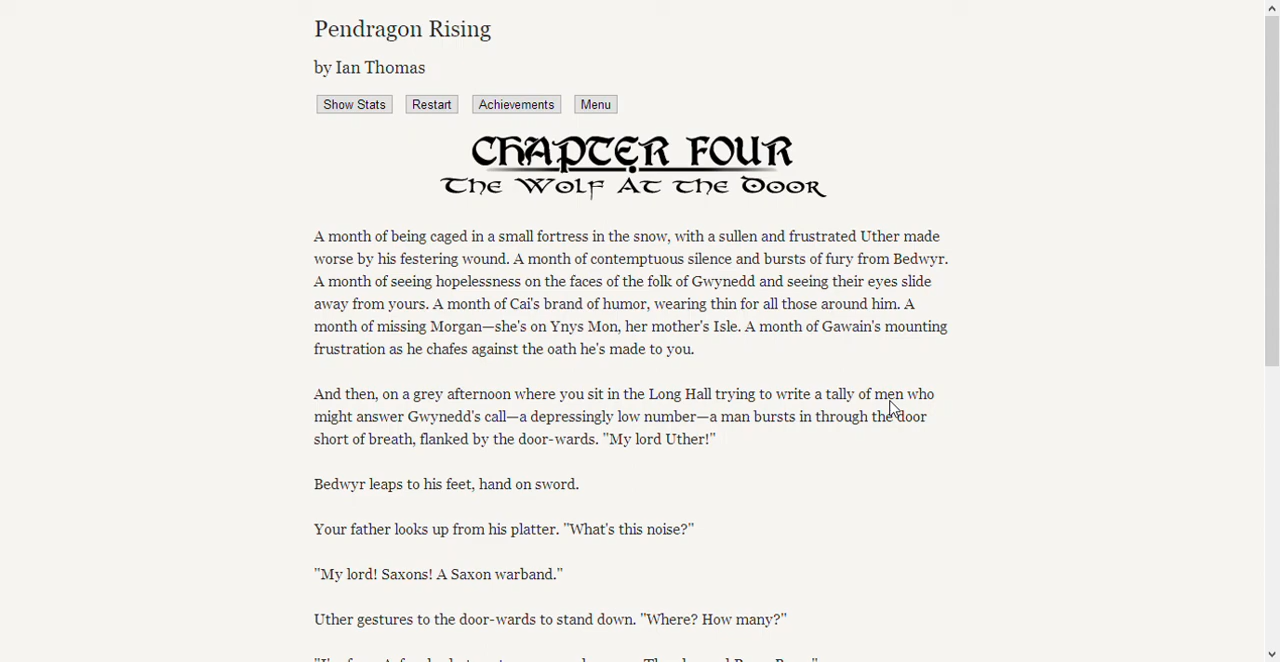 Pendragon Rising
by Ian Thomas
Show Stats Restart Achievements Menu
Chapter Four
The Wolf At The Door
A month of being caged in a small fortress in the snow, with a sullen and frustrated Uther made
worse by his festering wound. A month of contemptuous silence and bursts of fury from Bedwyr.
A month of seeing hopelessness on the faces of the folk of Gwynedd and seeing their eyes slide
away from yours. A month of Cai's brand of humor, wearing thin for all those around him. A
month of missing Morgan—she's on Ynys Mon, her mother's Isle. A month of Gawain's mounting
frustration as he chafes against the oath he's made to you.
And then, on a grey afternoon where you sit in the Long Hall trying to write a tally of men who
might answer Gwynedd's call—a depressingly low number—a man bursts in through the door
short of breath, flanked by the door-wards. "My lord Uther!"
Bedwyr leaps to his feet, hand on sword.
Your father looks up from his platter. "What's this noise?"
"My lord! Saxons! A Saxon warband."
Uther gestures to the door-wards to stand down. "Where? How many?"